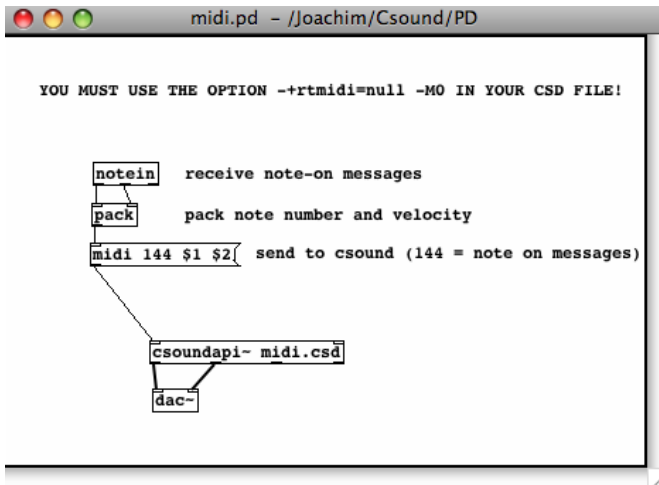 midi.pd - /Joachim/Csound/PD
YOU MUST USE THE OPTION -+rtmidi=null -M0 IN YOUR CSD FILE!
notein receive note-on messages
pack pack note number and velocity
midi 144 $1 $2 send to csound (144 = note on messages)
csoundapi~ midi.csd
dac~